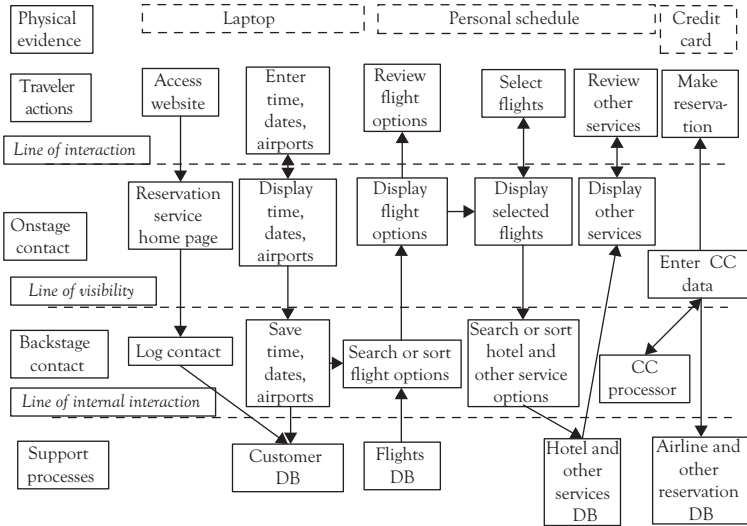 Physical
evidence
Laptop
Personal schedule
Credit
card
Traveler
actions
Access
website
Enter
time,
dates,
airports
Review
flight
options
Select
flights
Review
other
services
Make
reserva-
tion
Line of interaction
Onstage
contact
Reservation
service
home page
Display
time,
dates,
airports
Display
flight
options
Display
selected
flights
Display
other
services
Enter CC
data
Line of visibility
Backstage
contact
Log contact
Save
time,
dates,
airports
Search or sort
flight options
Search or sort
hotel and
other service
options
CC
processor
Line of internal interaction
Support
processes
Customer
DB
Flights
DB
Hotel and
other
services
DB
Airline and
other
reservation
DB